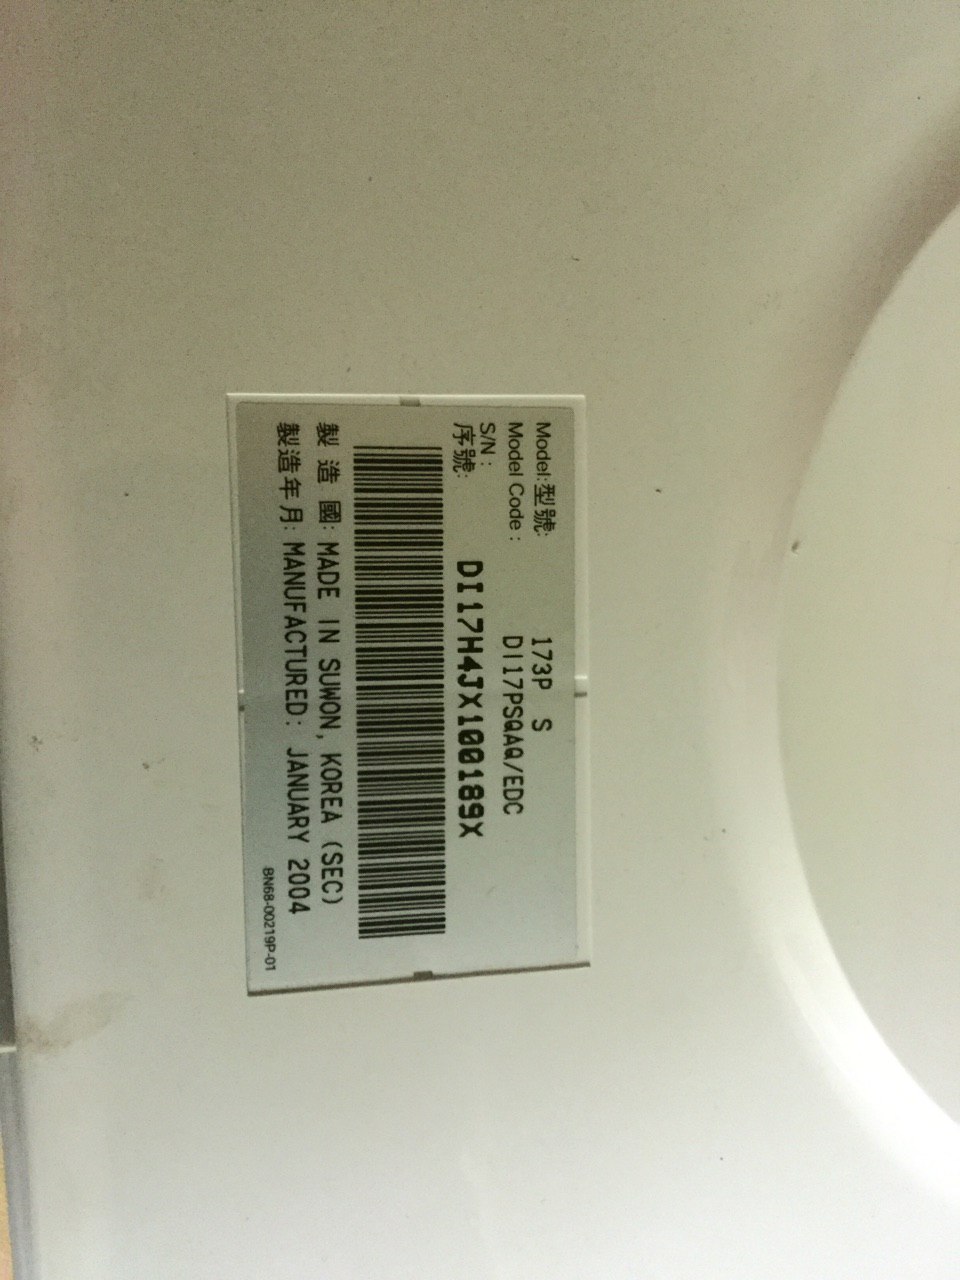 Model:型號: 173P S
Model Code : DI17PSQAQ/EDC
S/N :
序號: DI17H4JX100189X
製 造 國: MADE IN SUWON, KOREA (SEC)
製造年月: MANUFACTURED: JANUARY 2004
BN68-00219P-01